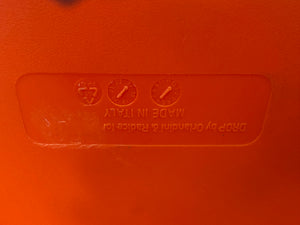 DROP by Orlandini & Radice for
MADE IN ITALY